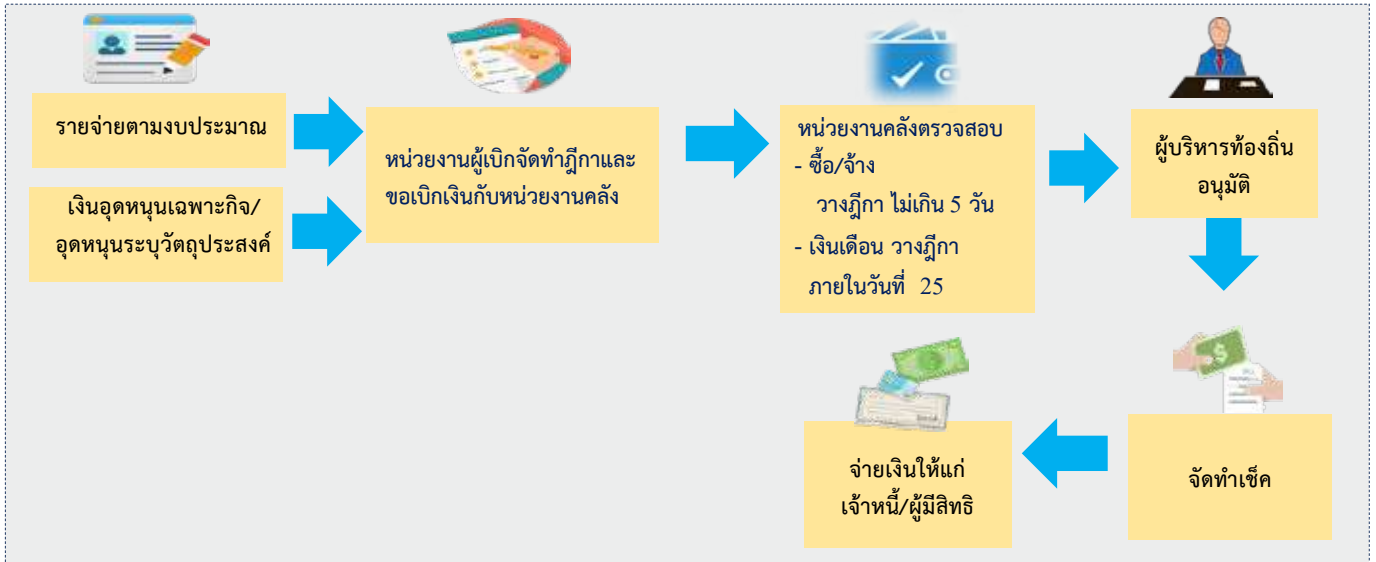 รายจ่ายตามงบประมาณ
เงินอุดหนุนเฉพาะกิจ/
อุดหนุนระบุวัตถุประสงค์
หน่วยงานผู้เบิกจัดทำฎีกาและ
ขอเบิกเงินกับหน่วยงานคลัง
หน่วยงานคลังตรวจสอบ
- ซื้อ/จ้าง
วางฎีกา ไม่เกิน 5 วัน
- เงินเดือน วางฎีกา
ภายในวันที่ 25
ผู้บริหารท้องถิ่น
อนุมัติ
จัดทำเช็ค
จ่ายเงินให้แก่
เจ้าหนี้/ผู้มีสิทธิ